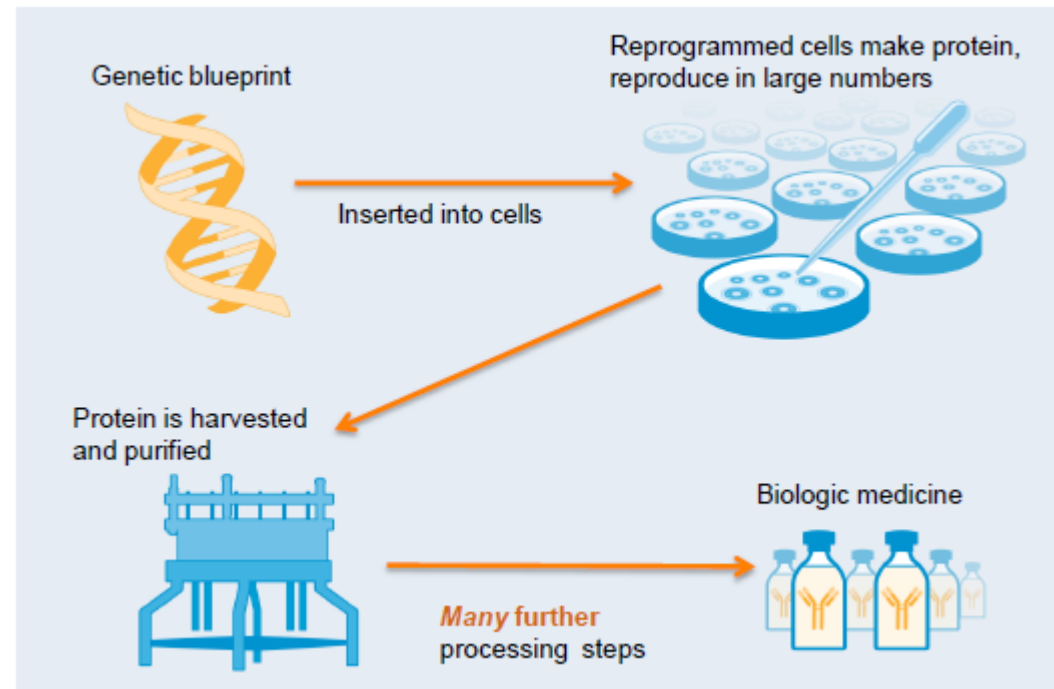 Genetic blueprint
Reprogrammed cells make protein,
reproduce in large numbers
Inserted into cells
Protein is harvested
and purified
Biologic medicine
Many further
processing steps